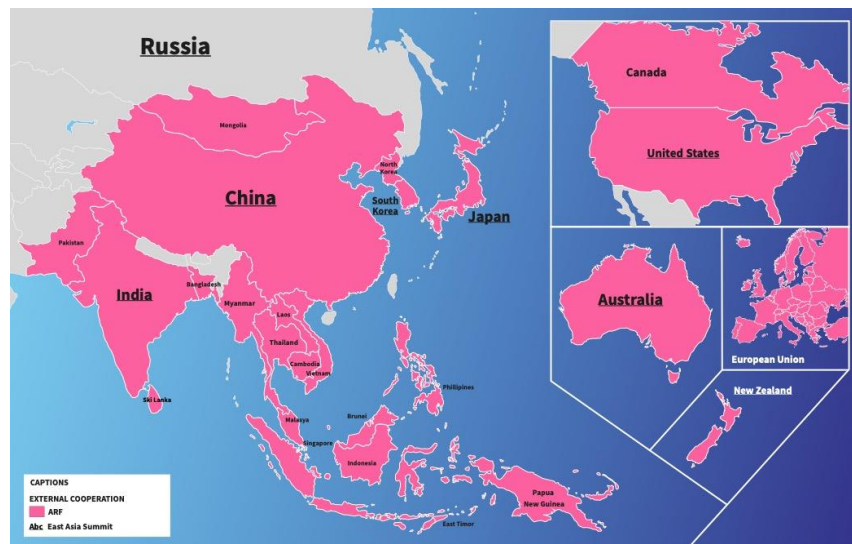 Russia
Canada
Mongolia
United States
North
Korea
China
South
Korea
Japan
Pakistan
India
Bangladesh
Myanmar
Laos
Australia
Thailand
Cambodia
Vietnam
European Union
Phillipines
New Zealand
Ski Lanka
Brunei
Malasya
Singapore
Indonesia
Papua
New Guinea
East Timor
CAPTIONS
EXTERNAL COOPERATION
ARF
Abc East Asia Summit